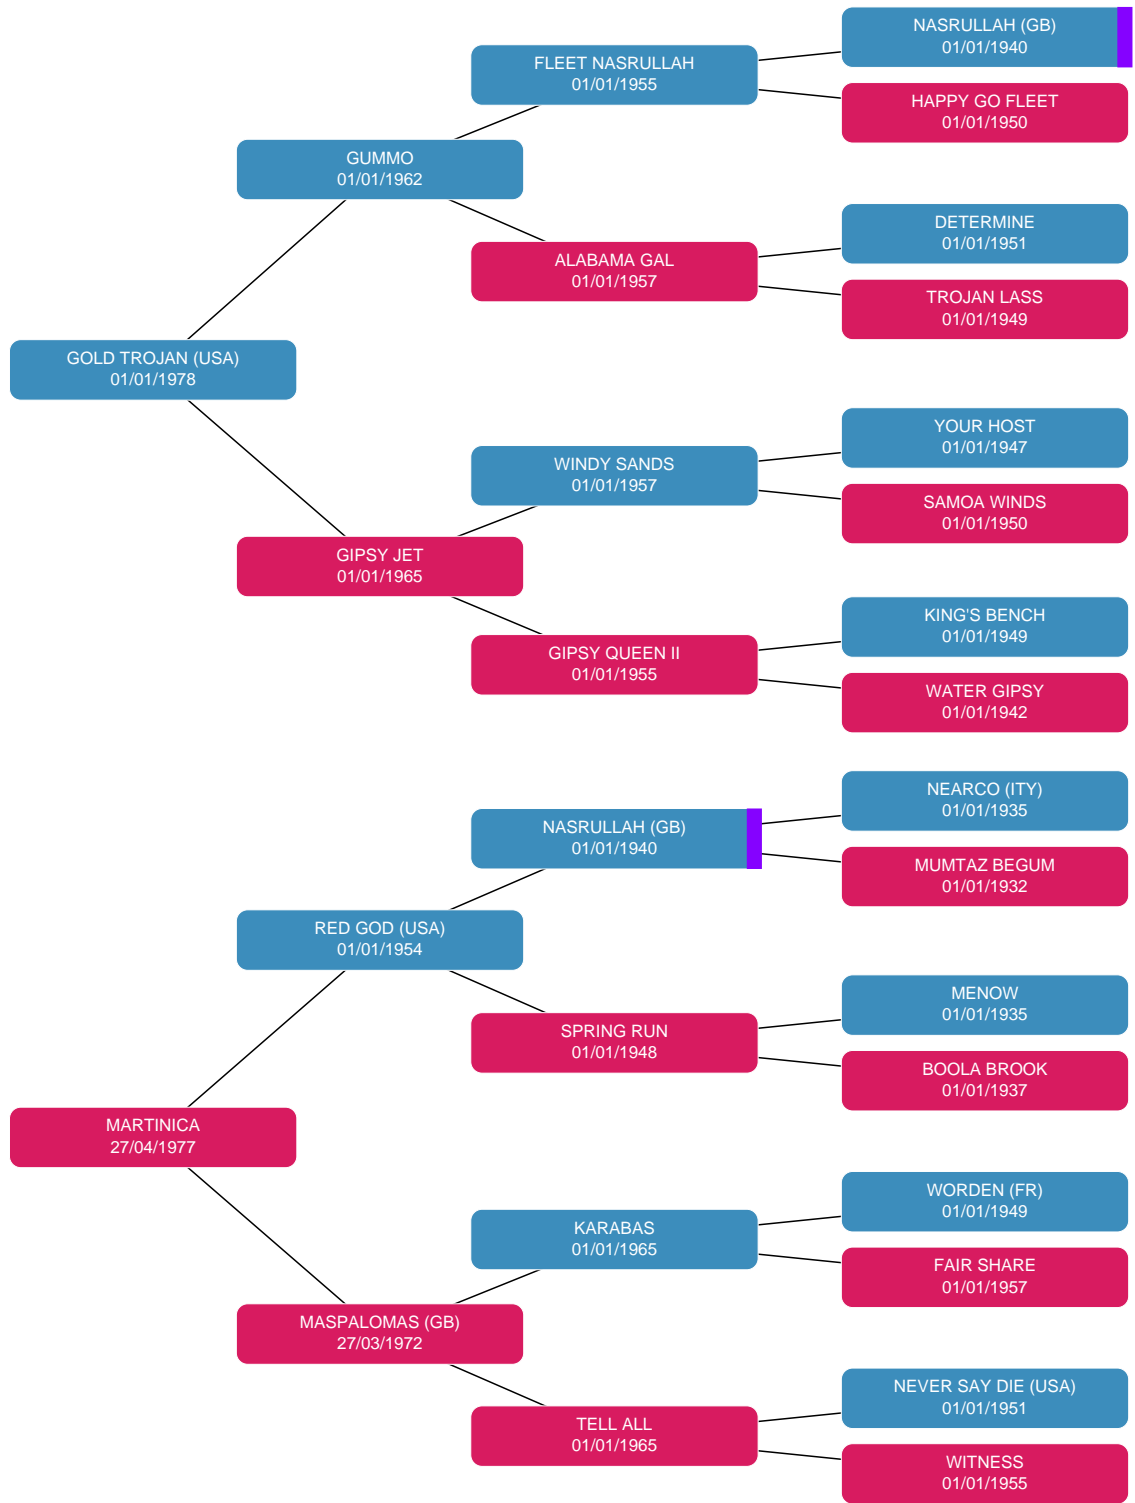 NASRULLAH (GB)
01/01/1940
FLEET NASRULLAH
01/01/1955
HAPPY GO FLEET
01/01/1950
GUMMO
01/01/1962
DETERMINE
01/01/1951
ALABAMA GAL
01/01/1957
TROJAN LASS
01/01/1949
GOLD TROJAN (USA)
01/01/1978
YOUR HOST
01/01/1947
WINDY SANDS
01/01/1957
SAMOA WINDS
01/01/1950
GIPSY JET
01/01/1965
KING'S BENCH
01/01/1949
GIPSY QUEEN II
01/01/1955
WATER GIPSY
01/01/1942
NEARCO (ITY)
01/01/1935
NASRULLAH (GB)
01/01/1940
MUMTAZ BEGUM
01/01/1932
RED GOD (USA)
01/01/1954
MENOW
01/01/1935
SPRING RUN
01/01/1948
BOOLA BROOK
01/01/1937
MARTINICA
27/04/1977
WORDEN (FR)
01/01/1949
KARABAS
01/01/1965
FAIR SHARE
01/01/1957
MASPALOMAS (GB)
27/03/1972
NEVER SAY DIE (USA)
01/01/1951
TELL ALL
01/01/1965
WITNESS
01/01/1955